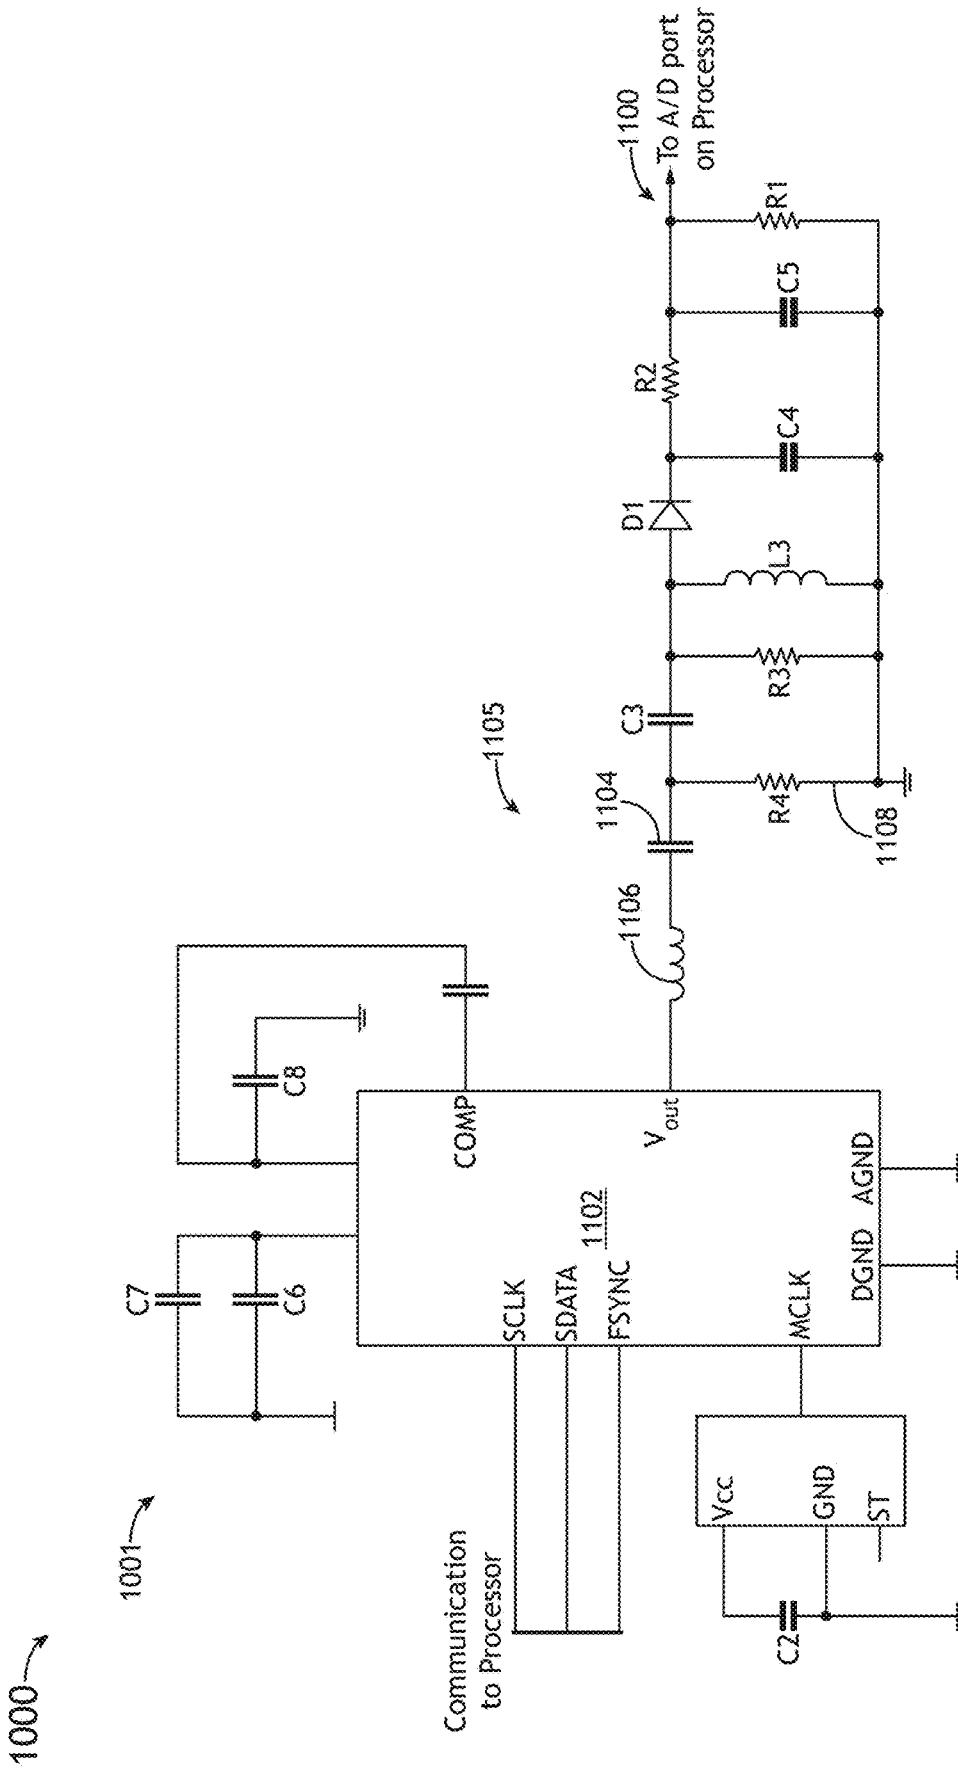 1000
1001
C7
C6
C8
COMP
SCLK
SDATA
FSYNC
1102
Vout
MCLK
DGND
AGND
Communication
to Processor
Vcc
GND
ST
C2
1105
1106
1104
C3
R4
1108
R3
L3
D1
C4
R2
C5
R1
1100
To A/D port
on Processor